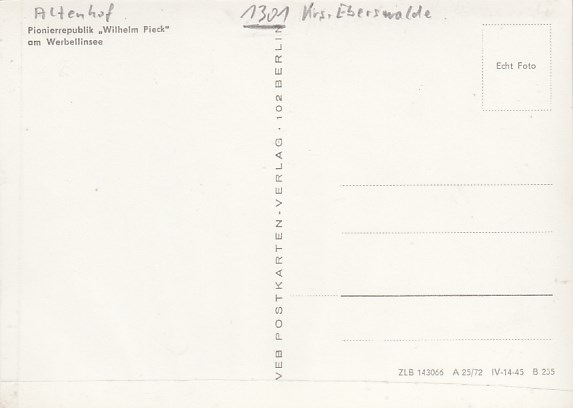 Altenhof
1301 Krs. Eberswalde
Pionierrepublik „Wilhelm Pieck“
am Werbellinsee
Echt Foto
VEB POSTKARTEN-VERLAG · 102 BERLIN
ZLB 143066 A 25/72 IV-14-45 B 235